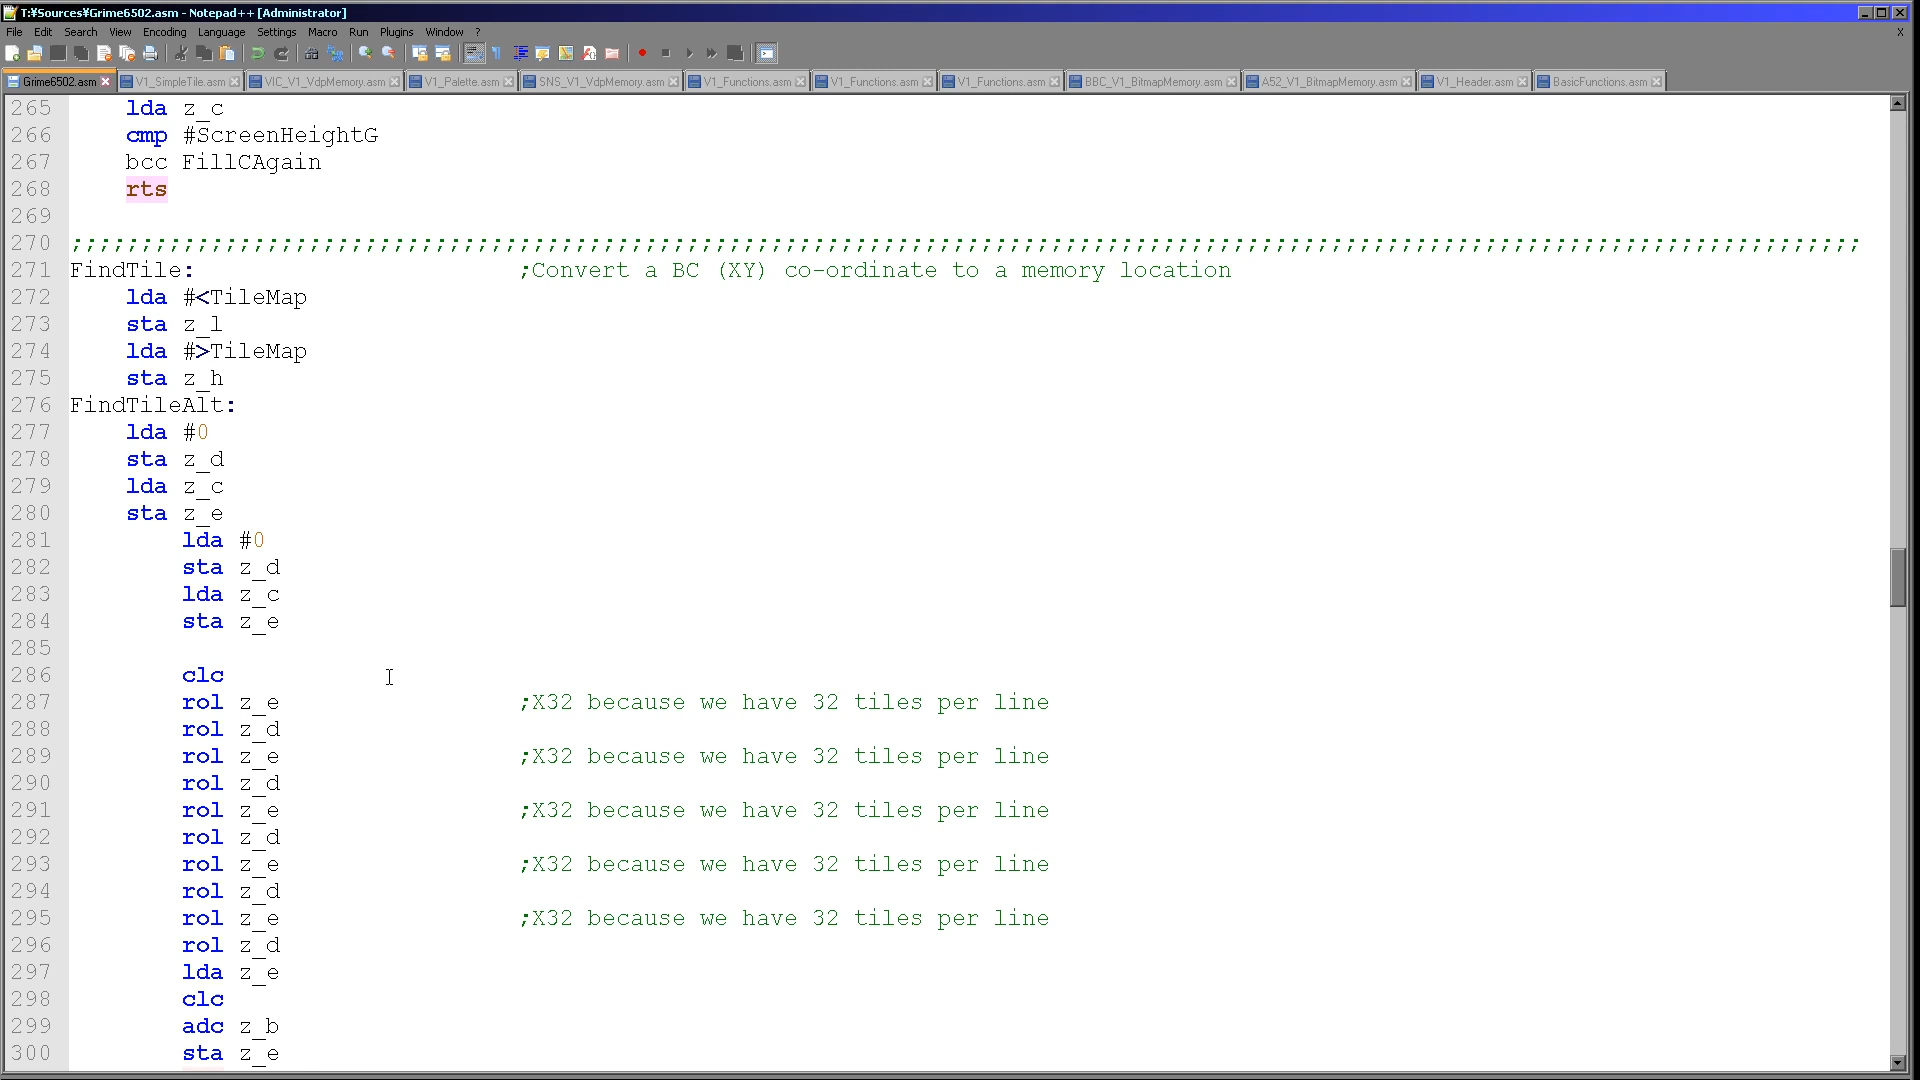 T:¥Sources¥Grime6502.asm - Notepad++ [Administrator]
File Edit Search View Encoding Language Settings Macro Run Plugins Window ? X
Grime6502.asm V1_SimpleTile.asm VIC_V1_VdpMemory.asm V1_Palette.asm SNS_V1_VdpMemory.asm V1_Functions.asm V1_Functions.asm V1_Functions.asm BBC_V1_BitmapMemory.asm A52_V1_BitmapMemory.asm V1_Header.asm BasicFunctions.asm
265 lda z_c
266 cmp #ScreenHeightG
267 bcc FillCAgain
268 rts
269
270 ;;;;;;;;;;;;;;;;;;;;;;;;;;;;;;;;;;;;;;;;;;;;;;;;;;;;;;;;;;;;;;;;;;;;;;;;;;;;;;;;;;;;;;;;;;;;;;;;;;;;;;;;;;;;;;;;;;;;;;;;;;;;;;;;
271 FindTile: ;Convert a BC (XY) co-ordinate to a memory location
272 lda #<TileMap
273 sta z_l
274 lda #>TileMap
275 sta z_h
276 FindTileAlt:
277 lda #0
278 sta z_d
279 lda z_c
280 sta z_e
281 lda #0
282 sta z_d
283 lda z_c
284 sta z_e
285
286 clc
287 rol z_e ;X32 because we have 32 tiles per line
288 rol z_d
289 rol z_e ;X32 because we have 32 tiles per line
290 rol z_d
291 rol z_e ;X32 because we have 32 tiles per line
292 rol z_d
293 rol z_e ;X32 because we have 32 tiles per line
294 rol z_d
295 rol z_e ;X32 because we have 32 tiles per line
296 rol z_d
297 lda z_e
298 clc
299 adc z_b
300 sta z_e